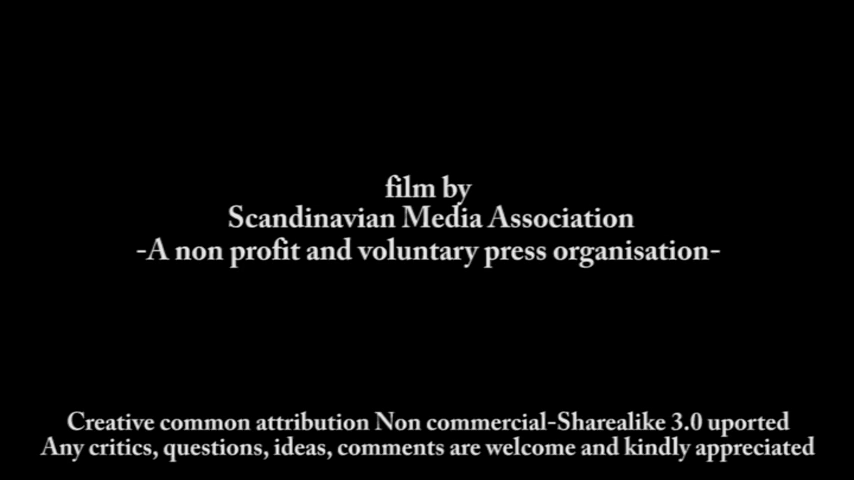 film by
Scandinavian Media Association
-A non profit and voluntary press organisation-
Creative common attribution Non commercial-Sharealike 3.0 uported
Any critics, questions, ideas, comments are welcome and kindly appreciated